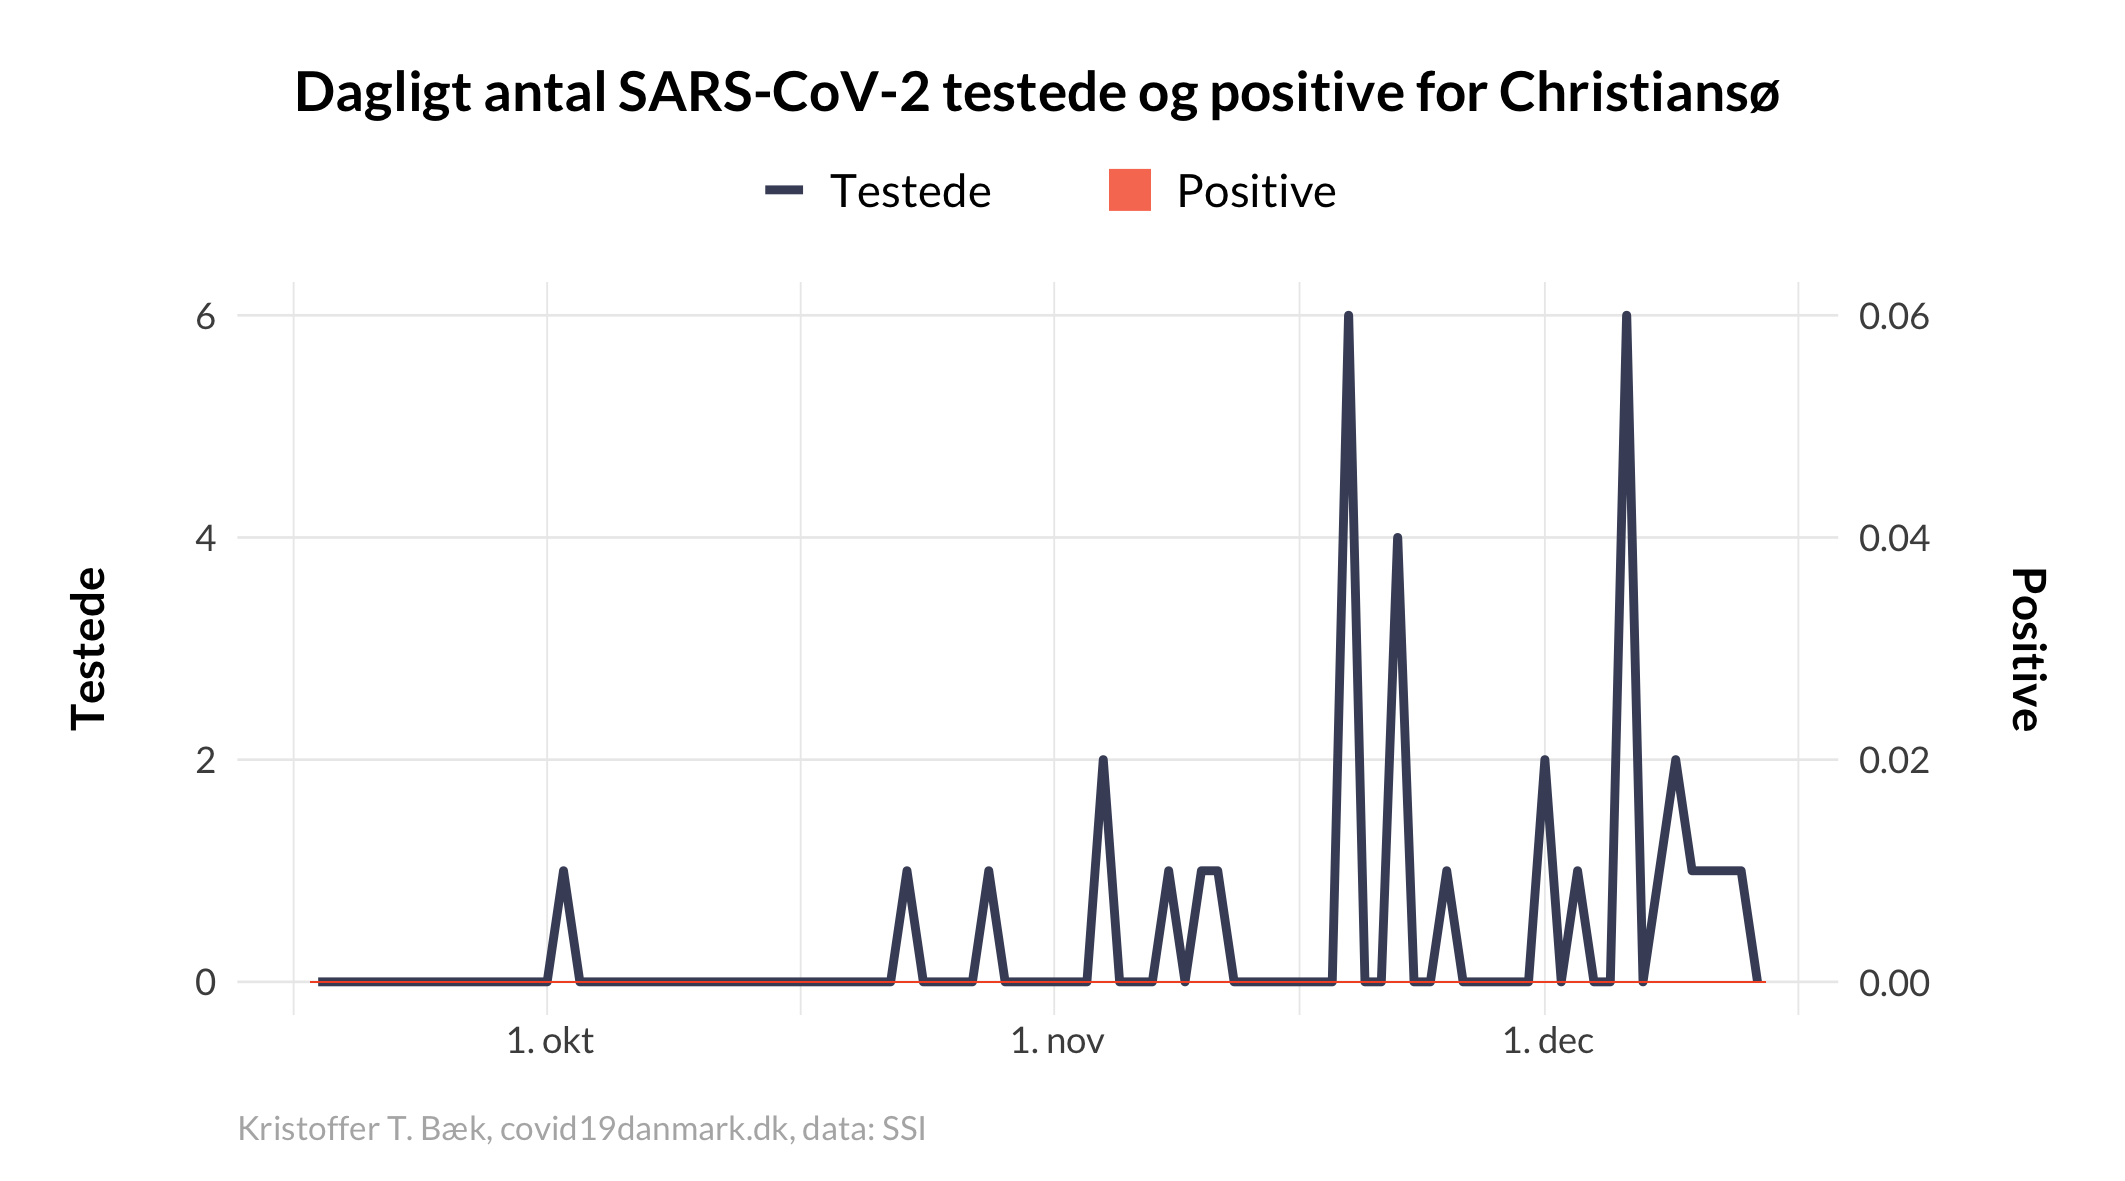 Dagligt antal SARS-CoV-2 testede og positive for Christiansø
Testede
Positive
6
4
2
0
0.06
0.04
0.02
0.00
Testede
Positive
1. okt
1. nov
1. dec
Kristoffer T. Bæk, covid19danmark.dk, data: SSI